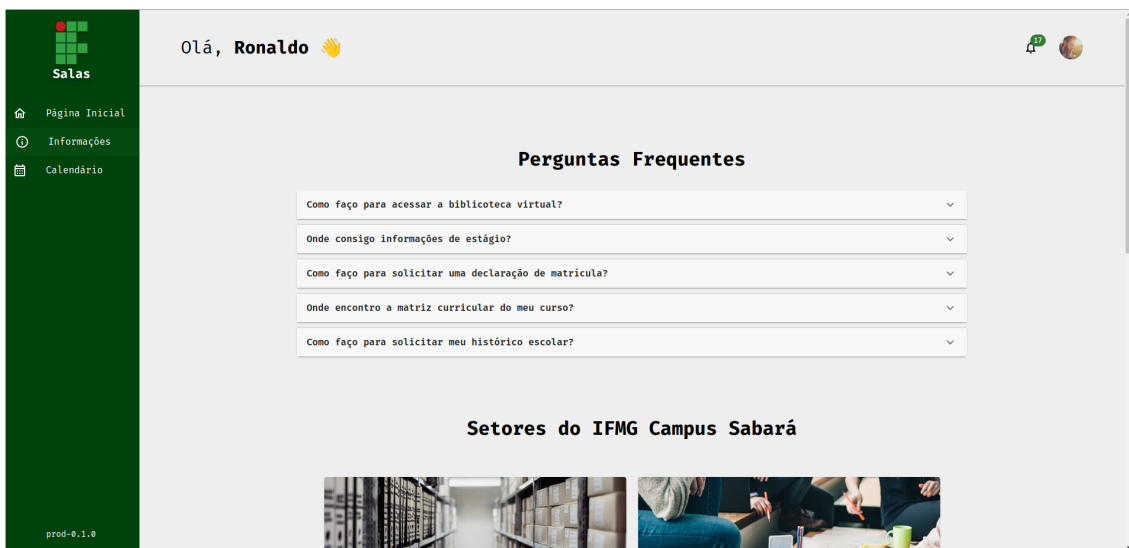 Salas
Olá, Ronaldo 👋
17
Página Inicial
Informações
Calendário
Perguntas Frequentes
Como faço para acessar a biblioteca virtual?
Onde consigo informações de estágio?
Como faço para solicitar uma declaração de matrícula?
Onde encontro a matriz curricular do meu curso?
Como faço para solicitar meu histórico escolar?
Setores do IFMG Campus Sabará
prod-0.1.0